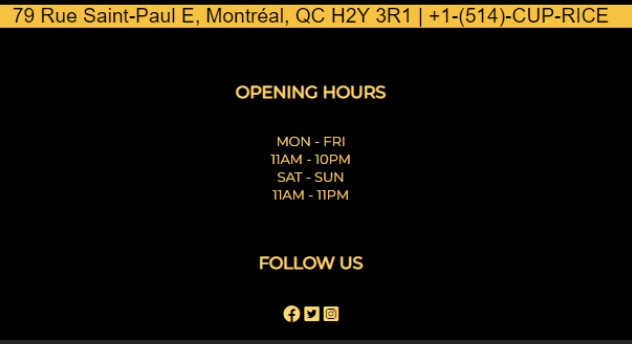 79 Rue Saint-Paul E, Montréal, QC H2Y 3R1 | +1-(514)-CUP-RICE
OPENING HOURS
MON - FRI
11AM - 10PM
SAT - SUN
11AM - 11PM
FOLLOW US